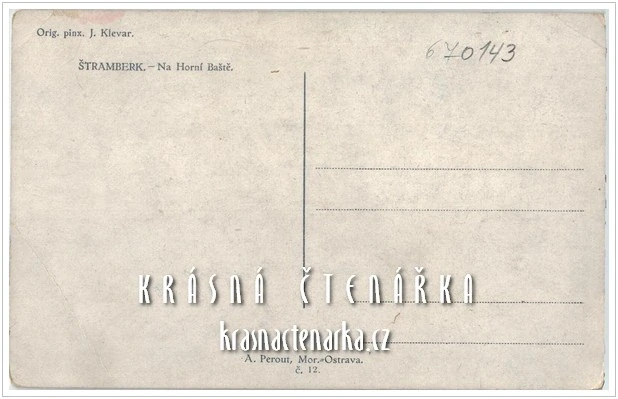 Orig. pinx. J. Klevar.
670143
ŠTRAMBERK. – Na Horní Baště.
KRÁSNÁ ČTENÁŘKA
krasnactenarka.cz
A. Perout, Mor.-Ostrava.
č. 12.